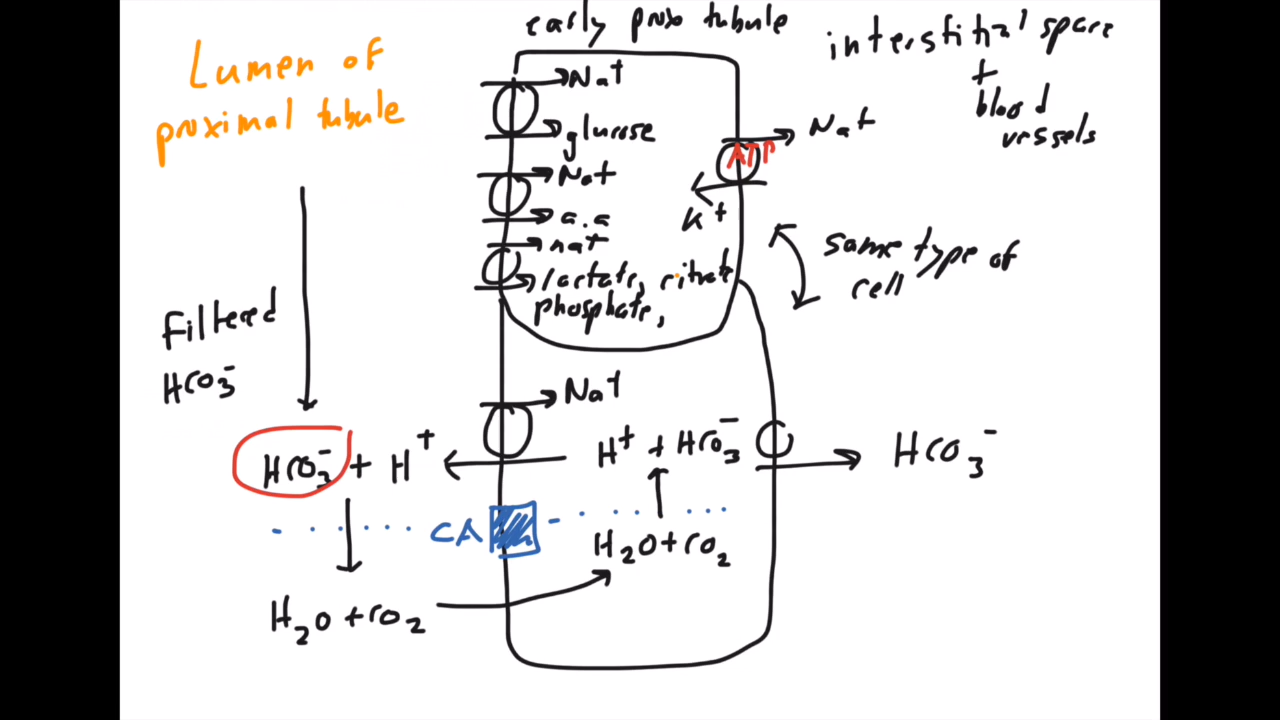 early prox tubule
interstitial space
+
blood
vessels
Lumen of
proximal tubule
Na+
glucose
Na+
a.a
na+
lactate, citrate
phosphate,
Na+
ATP
K+
same type of
cell
Filtered
HCO3-
Na+
HCO3- + H+
H+ + HCO3-
HCO3-
CA
H2O+CO2
H2O+CO2